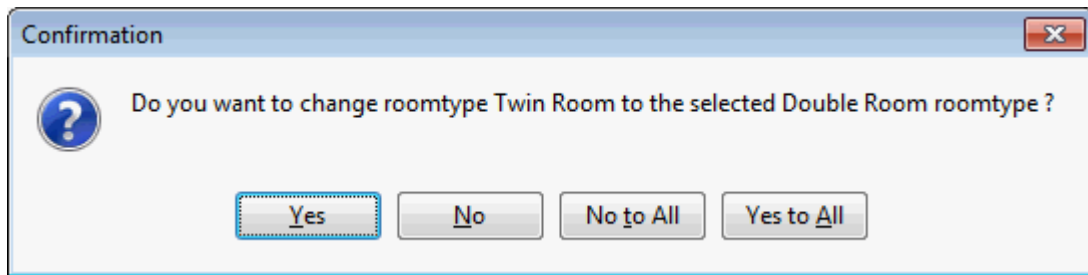 Confirmation
Do you want to change roomtype Twin Room to the selected Double Room roomtype ?
Yes No No to All Yes to All